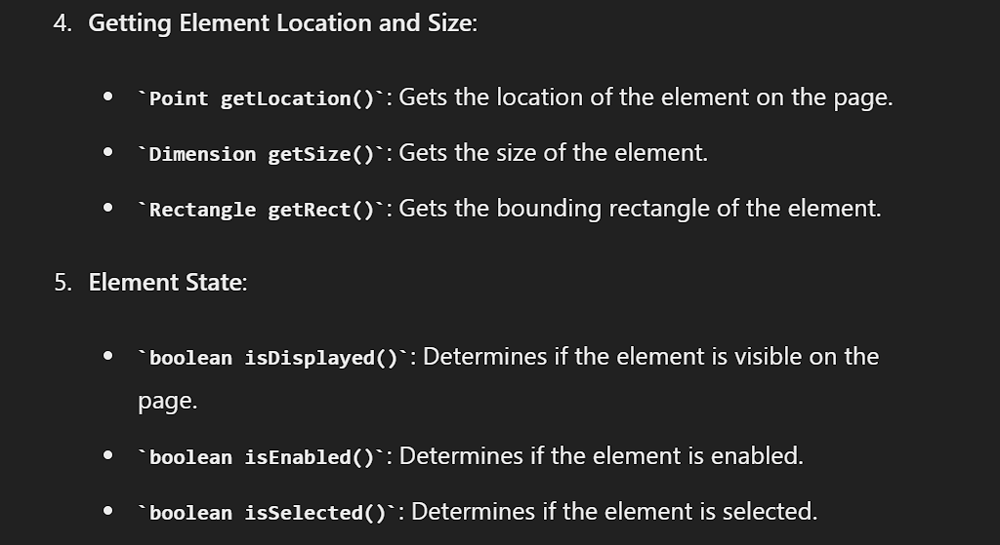 4. Getting Element Location and Size:
• `Point getLocation()`: Gets the location of the element on the page.
• `Dimension getSize()`: Gets the size of the element.
• `Rectangle getRect()`: Gets the bounding rectangle of the element.
5. Element State:
• `boolean isDisplayed()`: Determines if the element is visible on the
page.
• `boolean isEnabled()`: Determines if the element is enabled.
• `boolean isSelected()`: Determines if the element is selected.